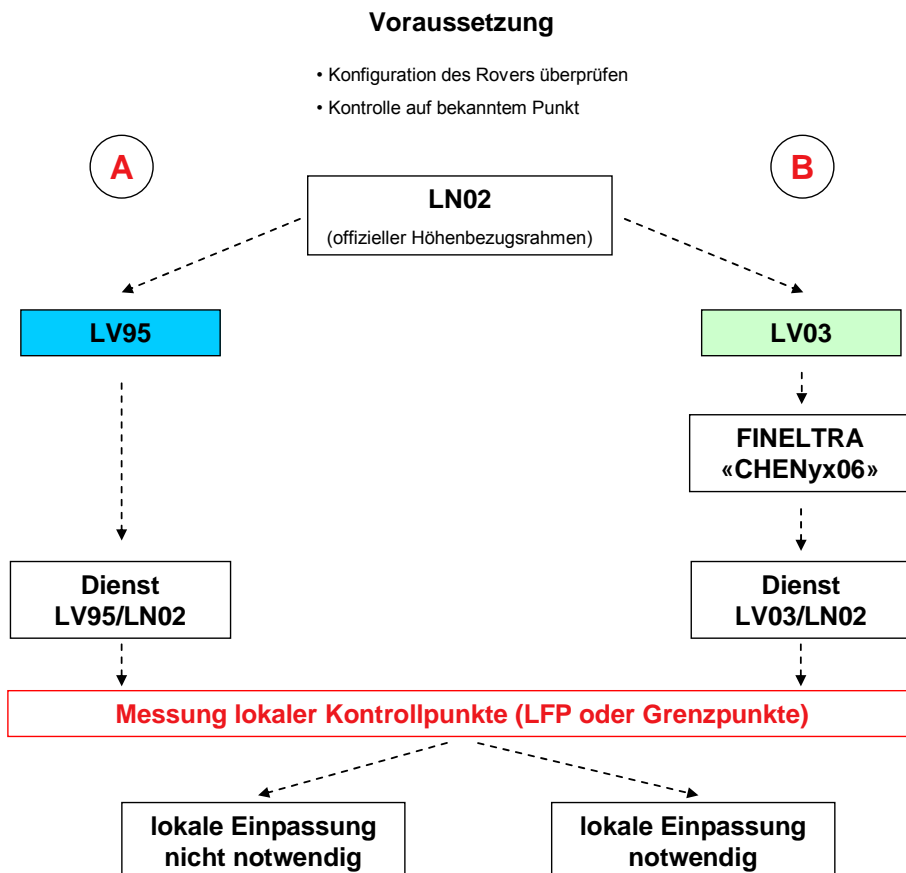 Voraussetzung
• Konfiguration des Rovers überprüfen
• Kontrolle auf bekanntem Punkt
A
B
LN02
(offizieller Höhenbezugsrahmen)
LV95
LV03
FINELTRA
«CHENyx06»
Dienst
LV95/LN02
Dienst
LV03/LN02
Messung lokaler Kontrollpunkte (LFP oder Grenzpunkte)
lokale Einpassung
nicht notwendig
lokale Einpassung
notwendig